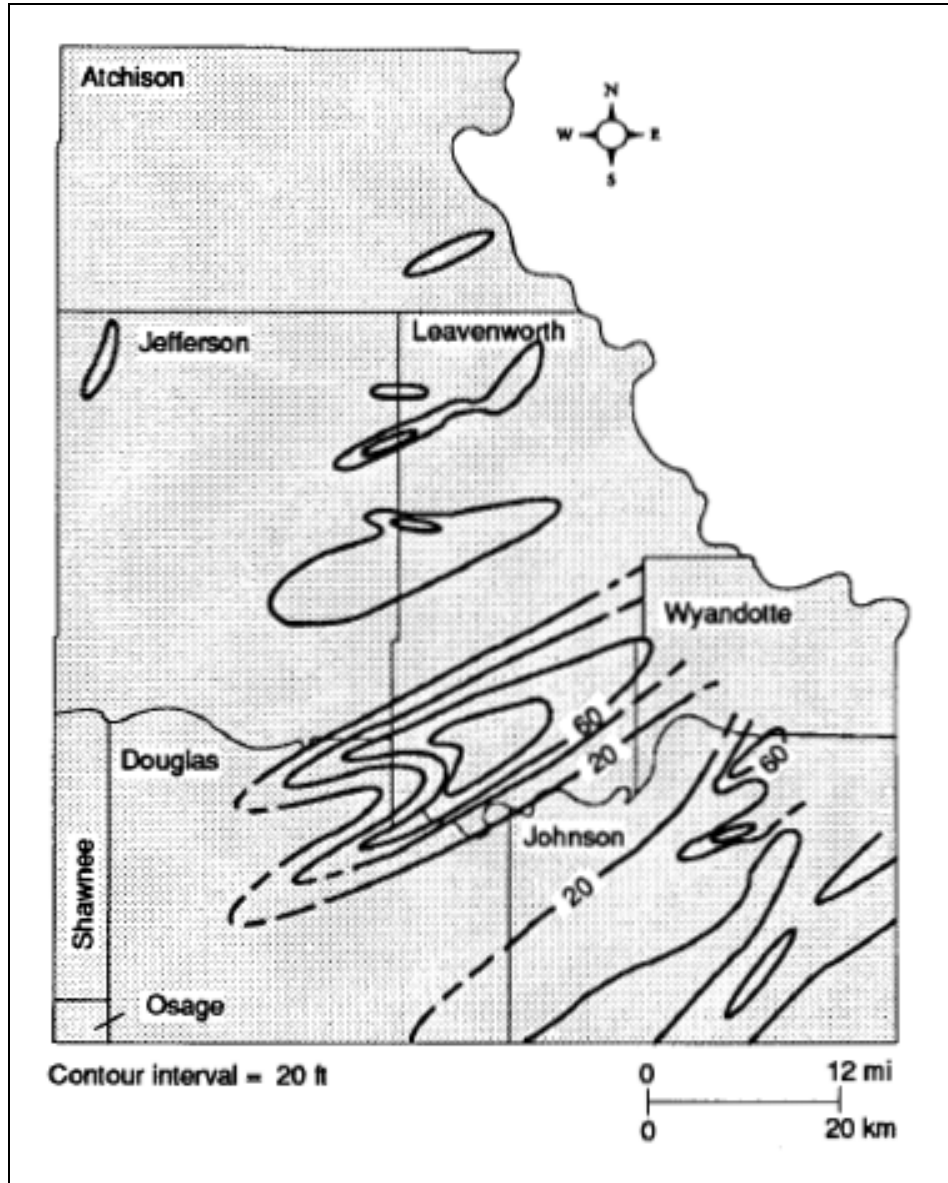 Atchison
N
W E
S
Jefferson
Leavenworth
Wyandotte
Douglas
60
20
60
Johnson
20
Shawnee
Osage
Contour interval = 20 ft
0 12 mi
0 20 km